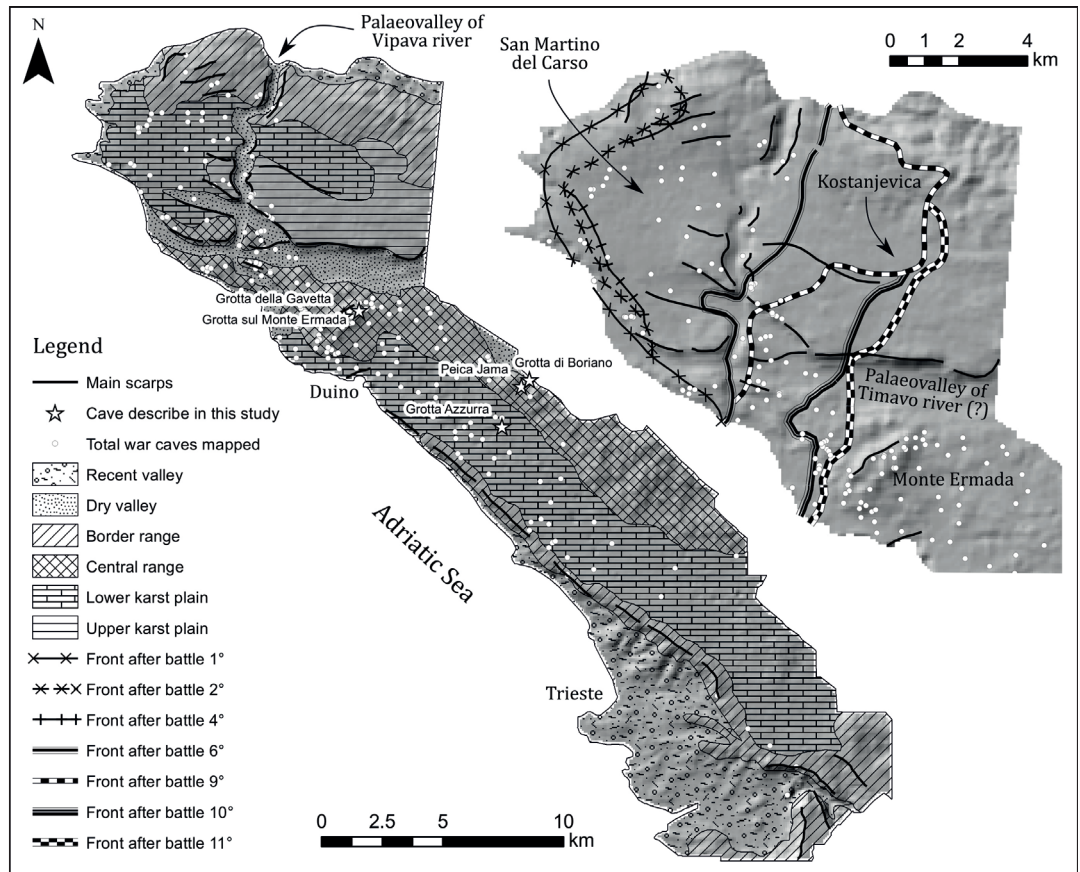 N
Palaeovalley of
Vipava river
San Martino
del Carso
0 1 2 4
km
Kostanjevica
Palaeovalley of
Timavo river (?)
Monte Ermada
Grotta della Gavetta
Grotta sul Monte Ermada
Peica Jama
Grotta di Boriano
Grotta Azzurra
Duino
Adriatic Sea
Trieste
Legend
Main scarps
Cave describe in this study
Total war caves mapped
Recent valley
Dry valley
Border range
Central range
Lower karst plain
Upper karst plain
Front after battle 1°
Front after battle 2°
Front after battle 4°
Front after battle 6°
Front after battle 9°
Front after battle 10°
Front after battle 11°
0 2.5 5 10
km